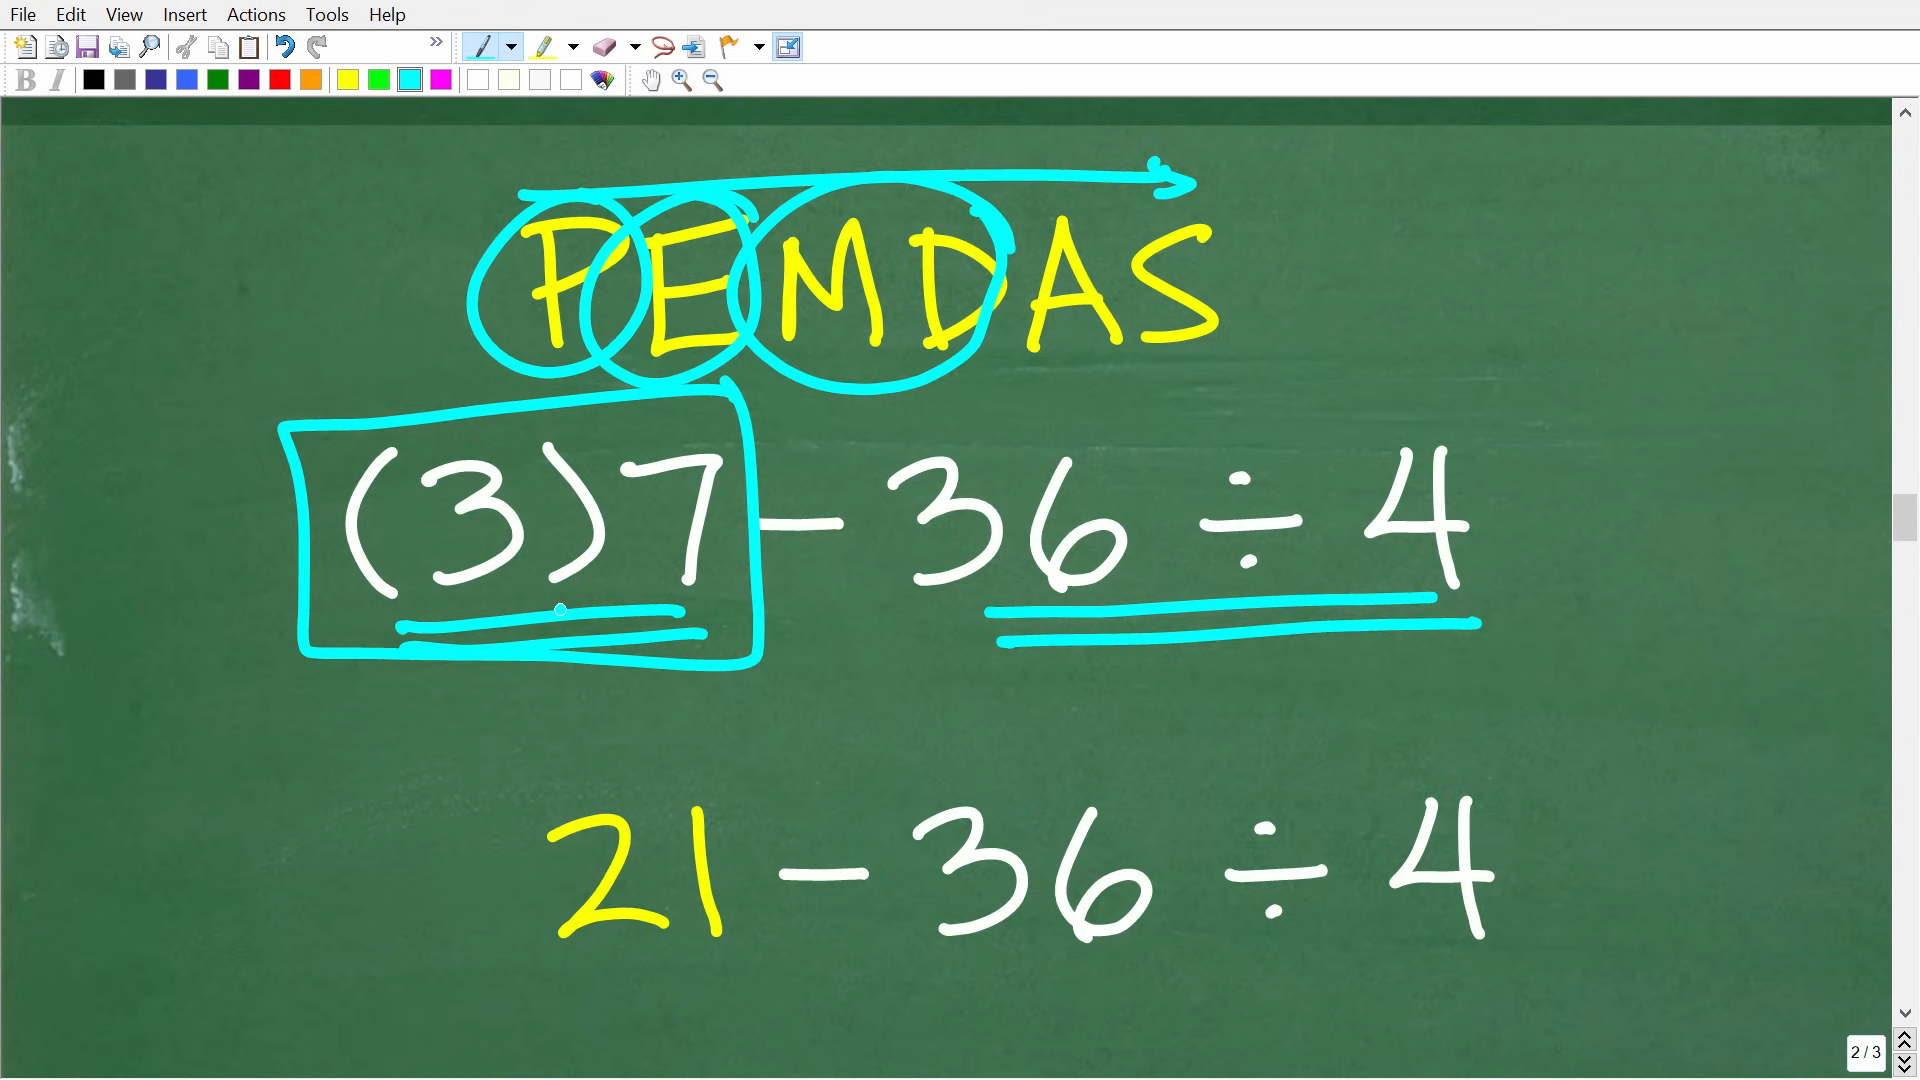 File Edit View Insert Actions Tools Help
B I
PEMDAS
(3)7 − 36 ÷ 4
21 − 36 ÷ 4
2 / 3